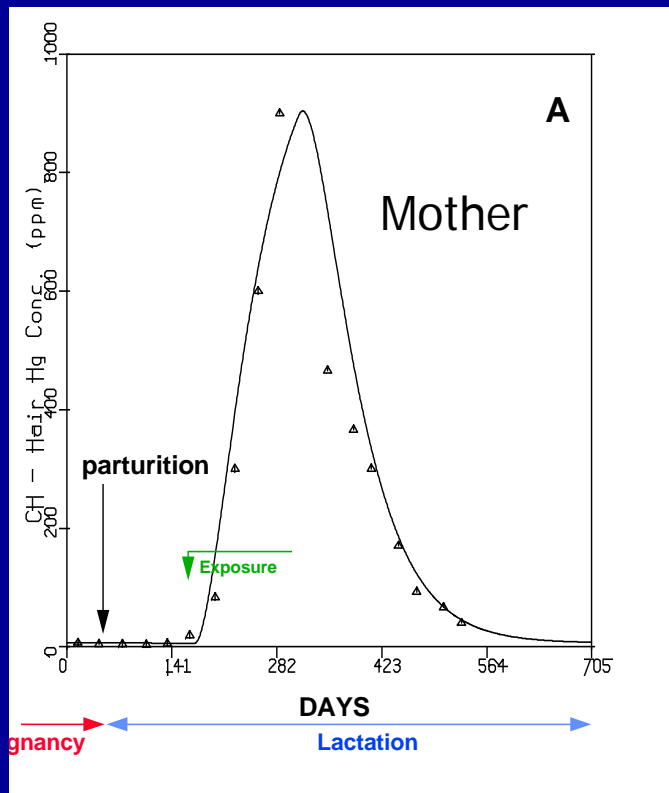 A
Mother
CH - Hair Hg Conc. (ppm)
1000
800
600
400
200
0
parturition
Exposure
0 141 282 423 564 705
DAYS
gnancy
Lactation